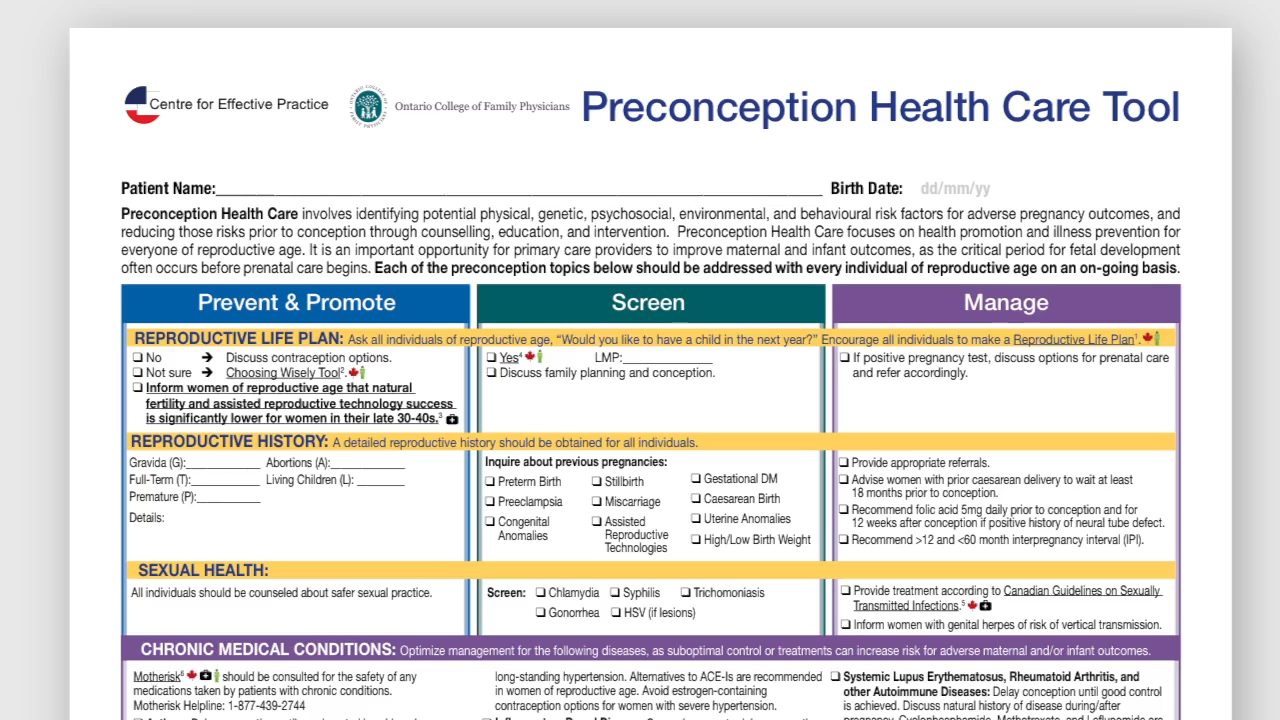 Centre for Effective Practice
Ontario College of Family Physicians
Preconception Health Care Tool
Patient Name:
Birth Date: dd/mm/yy
Preconception Health Care involves identifying potential physical, genetic, psychosocial, environmental, and behavioural risk factors for adverse pregnancy outcomes, and
reducing those risks prior to conception through counselling, education, and intervention. Preconception Health Care focuses on health promotion and illness prevention for
everyone of reproductive age. It is an important opportunity for primary care providers to improve maternal and infant outcomes, as the critical period for fetal development
often occurs before prenatal care begins. Each of the preconception topics below should be addressed with every individual of reproductive age on an on-going basis.
Prevent & Promote
Screen
Manage
REPRODUCTIVE LIFE PLAN: Ask all individuals of reproductive age, “Would you like to have a child in the next year?” Encourage all individuals to make a Reproductive Life Plan¹.
❑ No ➔ Discuss contraception options.
❑ Not sure ➔ Choosing Wisely Tool².
❑ Inform women of reproductive age that natural
fertility and assisted reproductive technology success
is significantly lower for women in their late 30-40s.³
❑ Yes⁴ LMP:
❑ Discuss family planning and conception.
❑ If positive pregnancy test, discuss options for prenatal care
and refer accordingly.
REPRODUCTIVE HISTORY: A detailed reproductive history should be obtained for all individuals.
Gravida (G): Abortions (A):
Full-Term (T): Living Children (L):
Premature (P):
Details:
Inquire about previous pregnancies:
❑ Preterm Birth
❑ Preeclampsia
❑ Congenital
Anomalies
❑ Stillbirth
❑ Miscarriage
❑ Assisted
Reproductive
Technologies
❑ Gestational DM
❑ Caesarean Birth
❑ Uterine Anomalies
❑ High/Low Birth Weight
❑ Provide appropriate referrals.
❑ Advise women with prior caesarean delivery to wait at least
18 months prior to conception.
❑ Recommend folic acid 5mg daily prior to conception and for
12 weeks after conception if positive history of neural tube defect.
❑ Recommend >12 and <60 month interpregnancy interval (IPI).
SEXUAL HEALTH:
All individuals should be counseled about safer sexual practice.
Screen: ❑ Chlamydia ❑ Syphilis ❑ Trichomoniasis
❑ Gonorrhea ❑ HSV (if lesions)
❑ Provide treatment according to Canadian Guidelines on Sexually
Transmitted Infections.⁵
❑ Inform women with genital herpes of risk of vertical transmission.
CHRONIC MEDICAL CONDITIONS: Optimize management for the following diseases, as suboptimal control or treatments can increase risk for adverse maternal and/or infant outcomes.
Motherisk⁶ should be consulted for the safety of any
medications taken by patients with chronic conditions.
Motherisk Helpline: 1-877-439-2744
long-standing hypertension. Alternatives to ACE-Is are recommended
in women of reproductive age. Avoid estrogen-containing
contraception options for women with severe hypertension.
❑ Systemic Lupus Erythematosus, Rheumatoid Arthritis, and
other Autoimmune Diseases: Delay conception until good control
is achieved. Discuss natural history of disease during/after